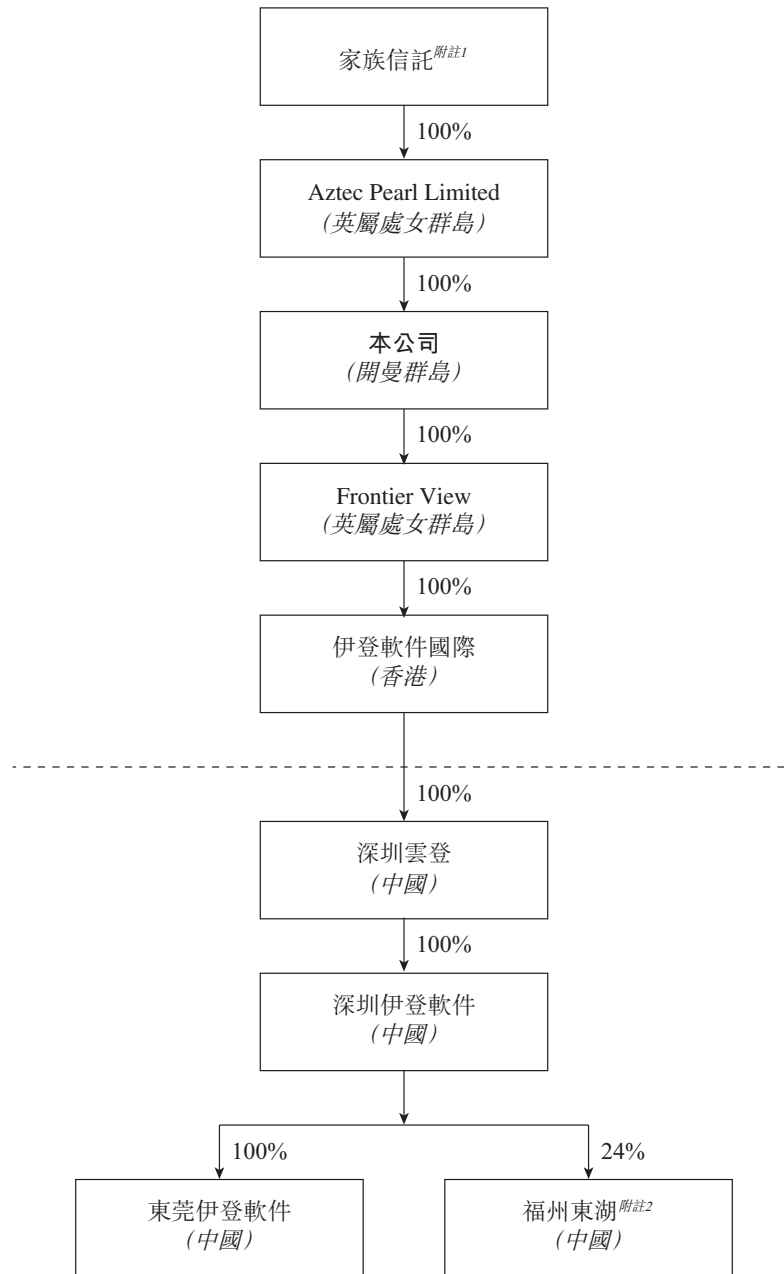 家族信託附註1
100%
Aztec Pearl Limited
（英屬處女群島）
100%
本公司
（開曼群島）
100%
Frontier View
（英屬處女群島）
100%
伊登軟件國際
（香港）
100%
深圳雲登
（中國）
100%
深圳伊登軟件
（中國）
100%
24%
東莞伊登軟件
（中國）
福州東湖附註2
（中國）